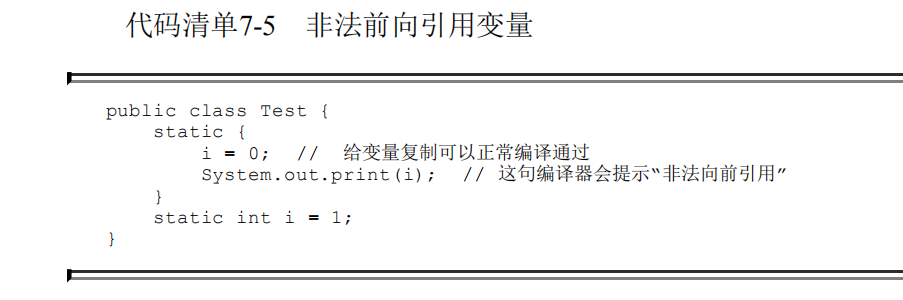 代码清单7-5 非法前向引用变量
public class Test {
    static {
        i = 0;  //  给变量复制可以正常编译通过
        System.out.print(i);  // 这句编译器会提示“非法向前引用”
    }
    static int i = 1;
}